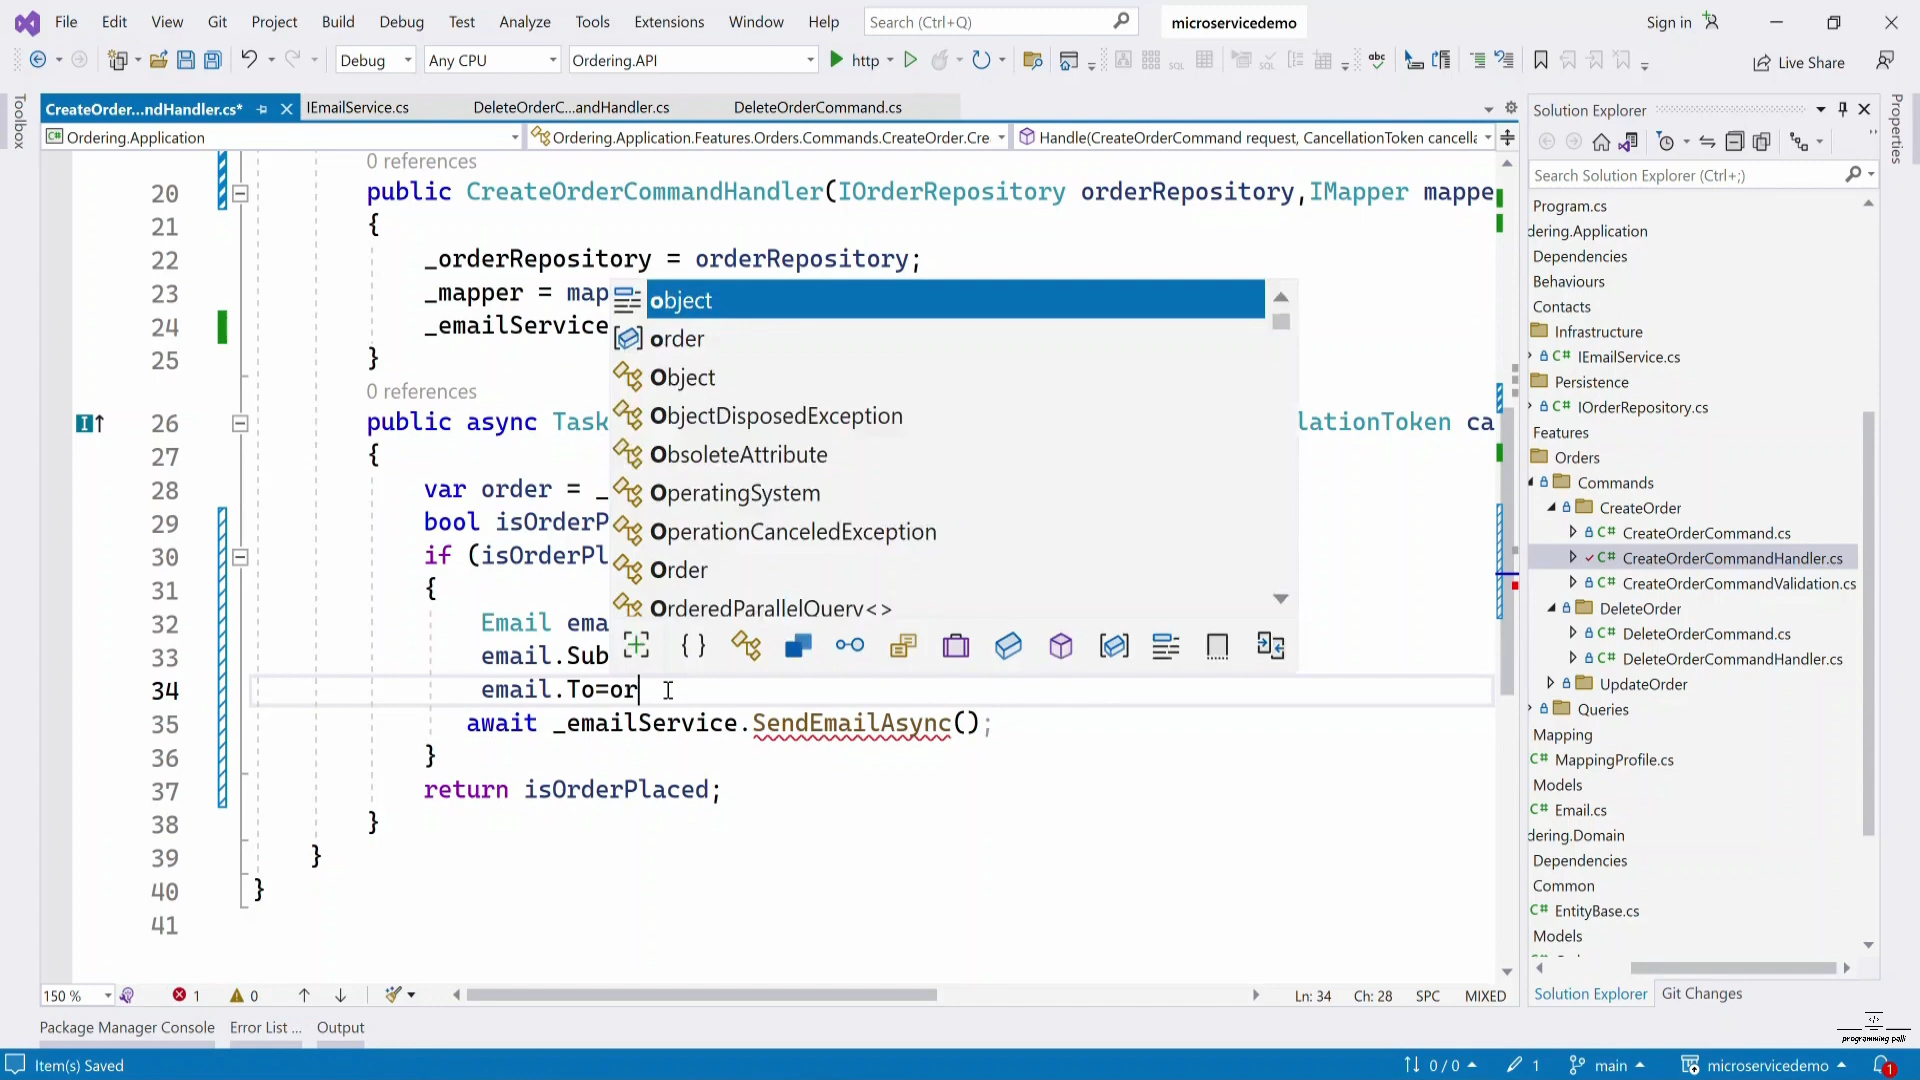 File Edit View Git Project Build Debug Test Analyze Tools Extensions Window Help Search (Ctrl+Q) microservicedemo Sign in
Debug Any CPU Ordering.API http Live Share
Toolbox
CreateOrder...ndHandler.cs* IEmailService.cs DeleteOrderC...andHandler.cs DeleteOrderCommand.cs
Ordering.Application Ordering.Application.Features.Orders.Commands.CreateOrder.Cre Handle(CreateOrderCommand request, CancellationToken cancella
0 references
20 public CreateOrderCommandHandler(IOrderRepository orderRepository,IMapper mappe
21 {
22 _orderRepository = orderRepository;
23 _mapper = map
24 _emailService
25 }
0 references
26 public async Task lationToken ca
27 {
28 var order = _
29 bool isOrderP
30 if (isOrderPl
31 {
32 Email ema
33 email.Sub
34 email.To=or
35 await _emailService.SendEmailAsync();
36 }
37 return isOrderPlaced;
38 }
39 }
40 }
41
object
order
Object
ObjectDisposedException
ObsoleteAttribute
OperatingSystem
OperationCanceledException
Order
OrderedParallelQuery<>
150 % 1 0 Ln: 34 Ch: 28 SPC MIXED
Package Manager Console Error List ... Output
Solution Explorer
Search Solution Explorer (Ctrl+;)
Program.cs
dering.Application
Dependencies
Behaviours
Contacts
Infrastructure
C# IEmailService.cs
Persistence
C# IOrderRepository.cs
Features
Orders
Commands
CreateOrder
C# CreateOrderCommand.cs
C# CreateOrderCommandHandler.cs
C# CreateOrderCommandValidation.cs
DeleteOrder
C# DeleteOrderCommand.cs
C# DeleteOrderCommandHandler.cs
UpdateOrder
Queries
Mapping
C# MappingProfile.cs
Models
C# Email.cs
dering.Domain
Dependencies
Common
C# EntityBase.cs
Models
Solution Explorer Git Changes
Properties
programming palli
Item(s) Saved 0 / 0 1 main microservicedemo 1